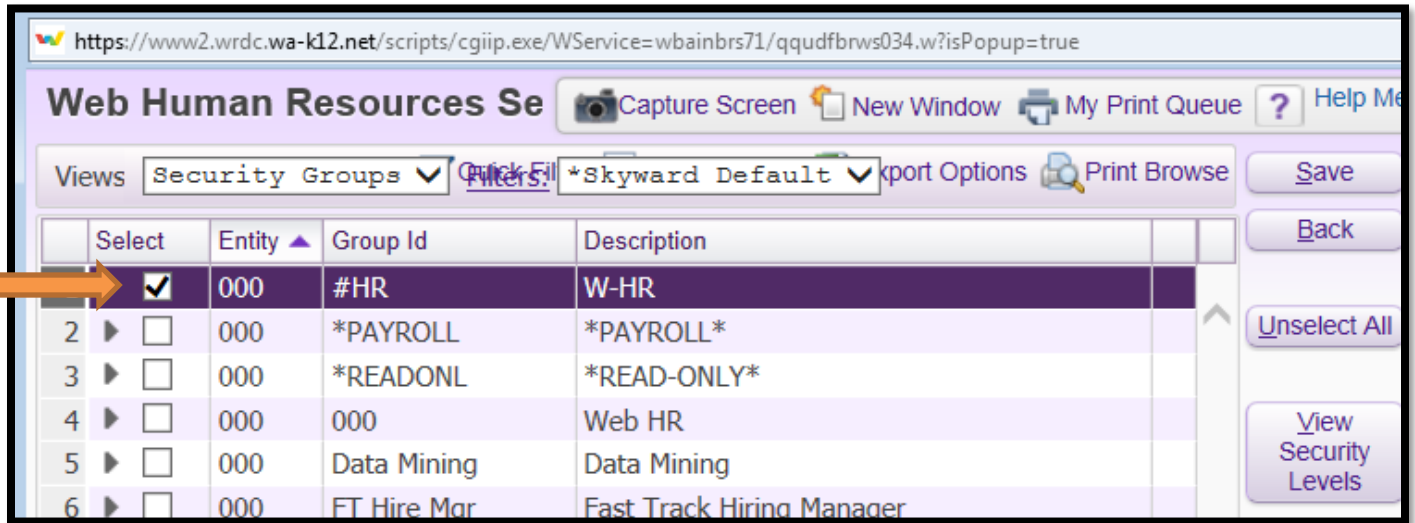 https://www2.wrdc.wa-k12.net/scripts/cgiip.exe/WService=wbainbrs71/qqudfbrws034.w?isPopup=true
Web Human Resources Se Capture Screen New Window My Print Queue ? Help Me
Views Security Groups Quick Fil Filters: *Skyward Default xport Options Print Browse Save
Select Entity Group Id Description Back
000 #HR W-HR
2 000 *PAYROLL *PAYROLL* Unselect All
3 000 *READONL *READ-ONLY*
4 000 000 Web HR View
5 000 Data Mining Data Mining Security
Levels
6 000 FT Hire Mgr Fast Track Hiring Manager